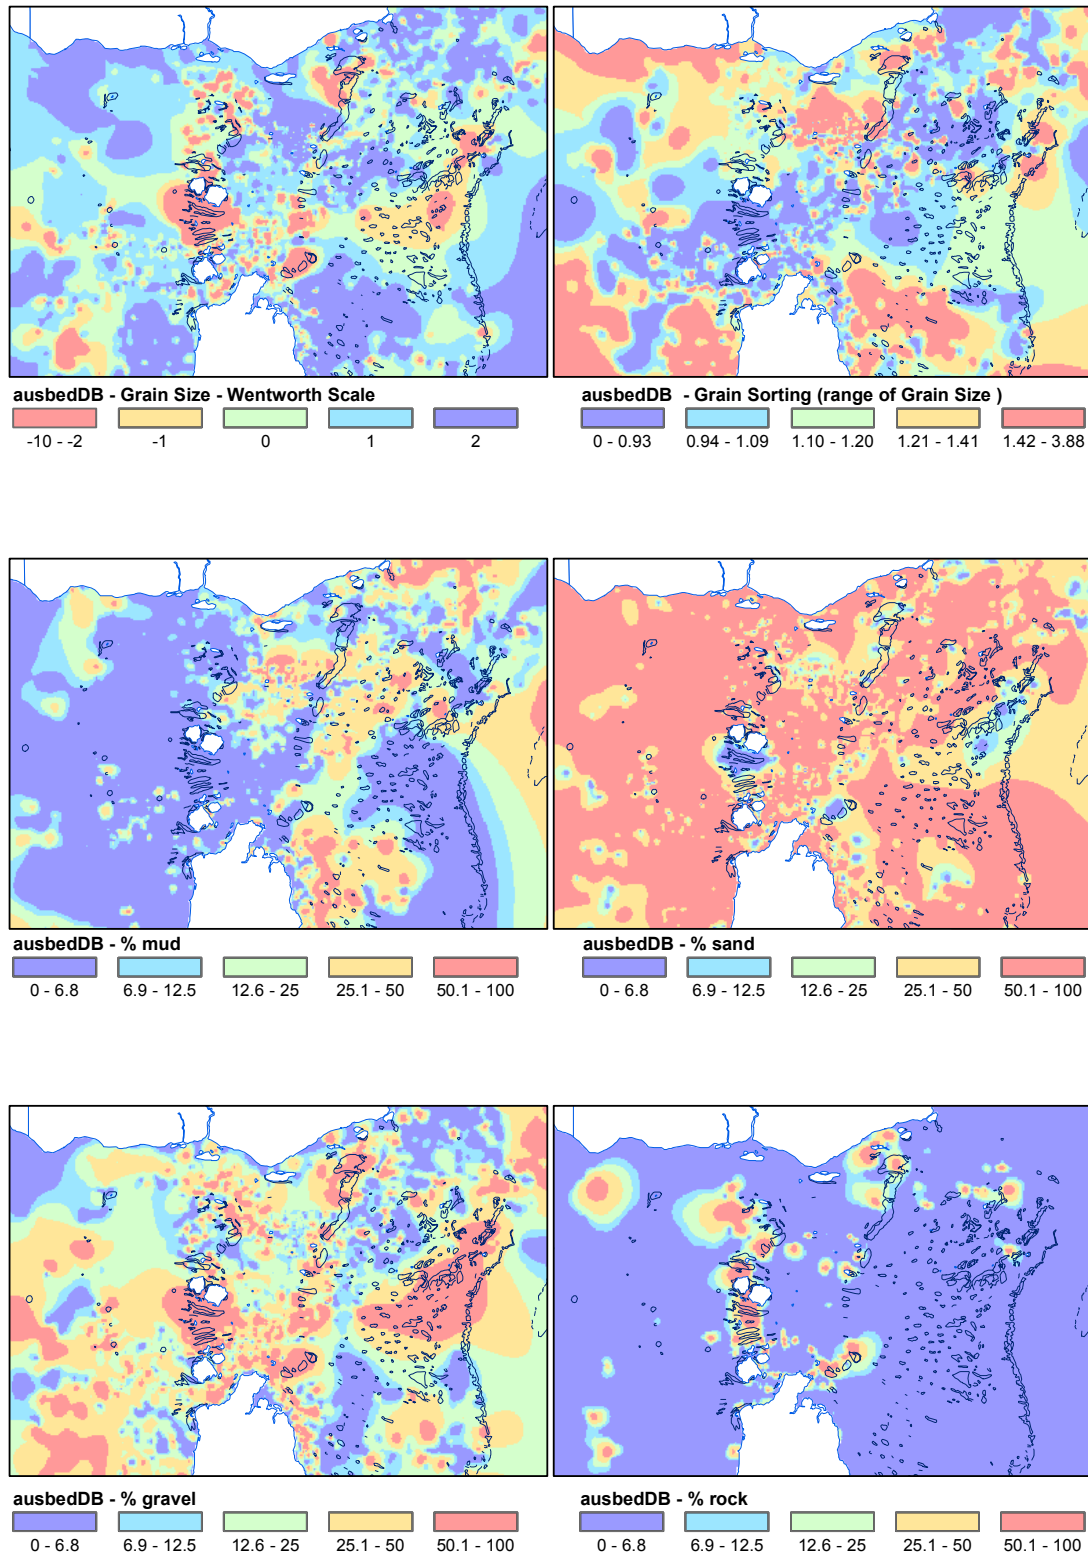 ausbedDB - Grain Size - Wentworth Scale
-10 - -2 -1 0 1 2
ausbedDB - Grain Sorting (range of Grain Size )
0 - 0.93 0.94 - 1.09 1.10 - 1.20 1.21 - 1.41 1.42 - 3.88
ausbedDB - % mud
0 - 6.8 6.9 - 12.5 12.6 - 25 25.1 - 50 50.1 - 100
ausbedDB - % sand
0 - 6.8 6.9 - 12.5 12.6 - 25 25.1 - 50 50.1 - 100
ausbedDB - % gravel
0 - 6.8 6.9 - 12.5 12.6 - 25 25.1 - 50 50.1 - 100
ausbedDB - % rock
0 - 6.8 6.9 - 12.5 12.6 - 25 25.1 - 50 50.1 - 100